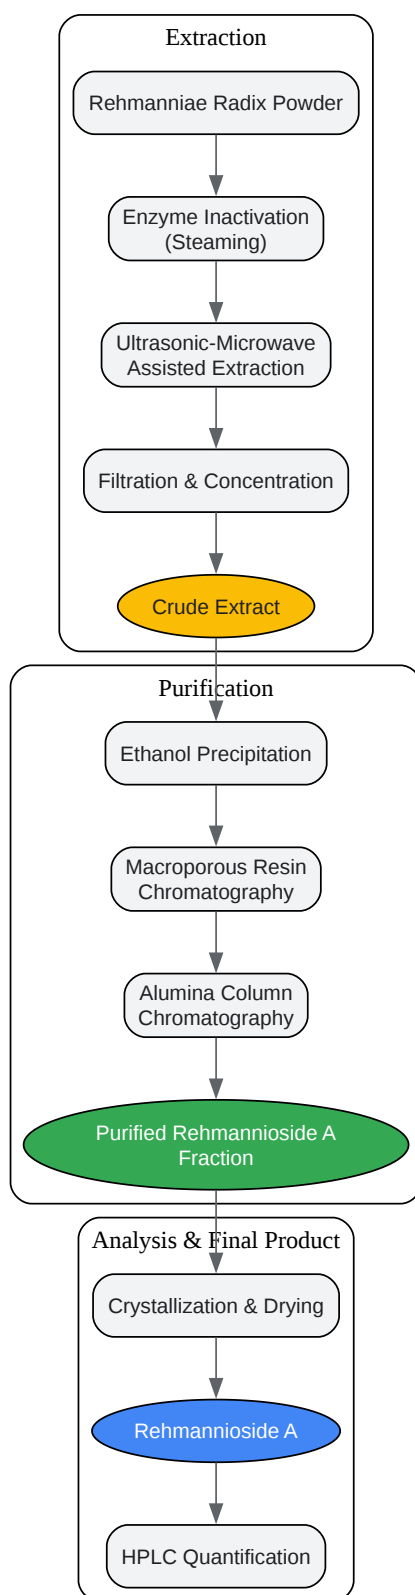 Extraction
Rehmanniae Radix Powder
Enzyme Inactivation
(Steaming)
Ultrasonic-Microwave
Assisted Extraction
Filtration & Concentration
Crude Extract
Purification
Ethanol Precipitation
Macroporous Resin
Chromatography
Alumina Column
Chromatography
Purified Rehmannioside A
Fraction
Analysis & Final Product
Crystallization & Drying
Rehmannioside A
HPLC Quantification